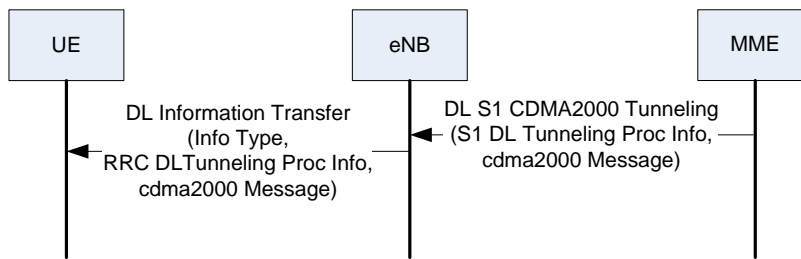 UE
eNB
MME
DL Information Transfer
(Info Type,
RRC DLTunneling Proc Info,
cdma2000 Message)
DL S1 CDMA2000 Tunneling
(S1 DL Tunneling Proc Info,
cdma2000 Message)